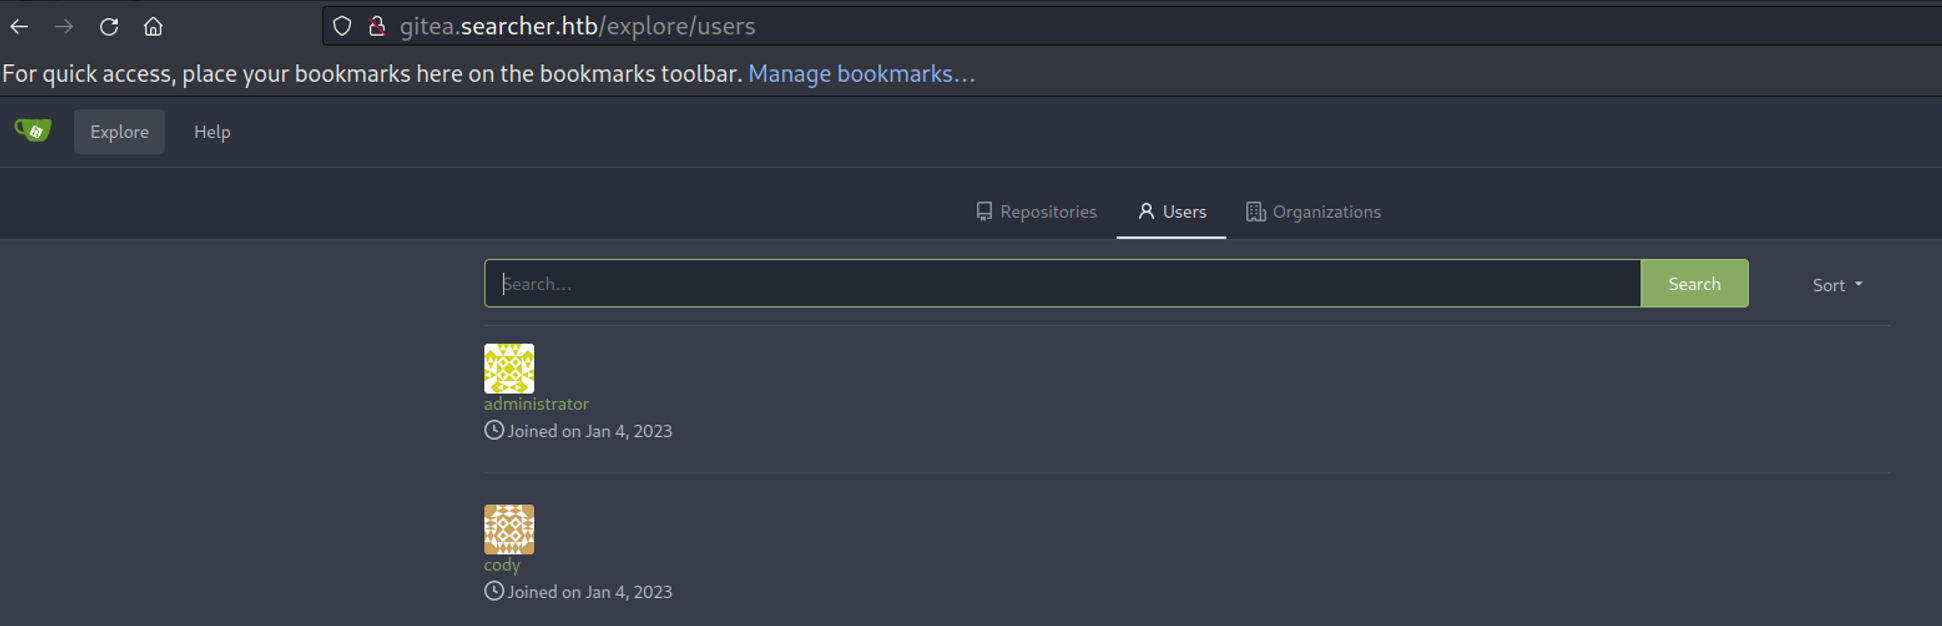 gitea.searcher.htb/explore/users
For quick access, place your bookmarks here on the bookmarks toolbar. Manage bookmarks...
Explore Help
Repositories Users Organizations
Search... Search Sort
administrator
Joined on Jan 4, 2023
cody
Joined on Jan 4, 2023